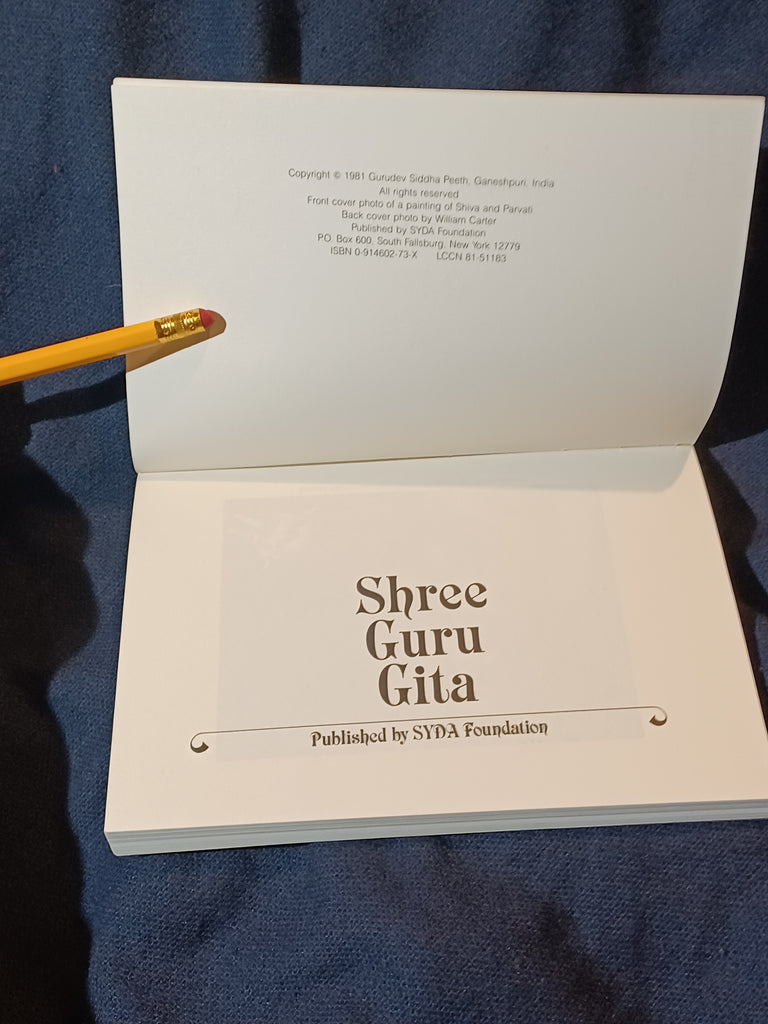 Copyright © 1981 Gurudev Siddha Peeth, Ganeshpuri, India
All rights reserved
Front cover photo of a painting of Shiva and Parvati
Back cover photo by William Carter
Published by SYDA Foundation
P.O. Box 600, South Fallsburg, New York 12779
ISBN 0-914602-73-X LCCN 81-51183
Shree
Guru
Gita
Published by SYDA Foundation